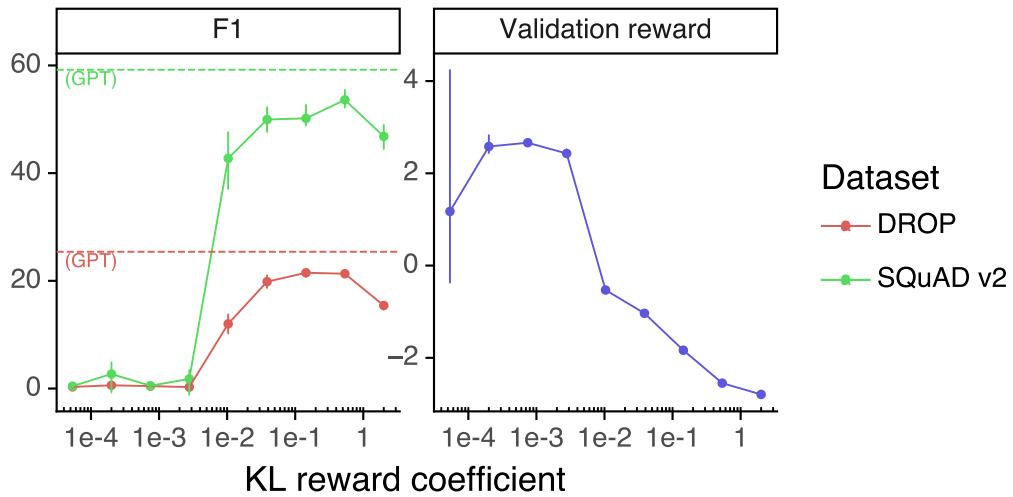 F1
Validation reward
60
40
20
0
(GPT)
(GPT)
4
2
0
−2
1e-4 1e-3 1e-2 1e-1 1
1e-4 1e-3 1e-2 1e-1 1
KL reward coefficient
Dataset
DROP
SQuAD v2